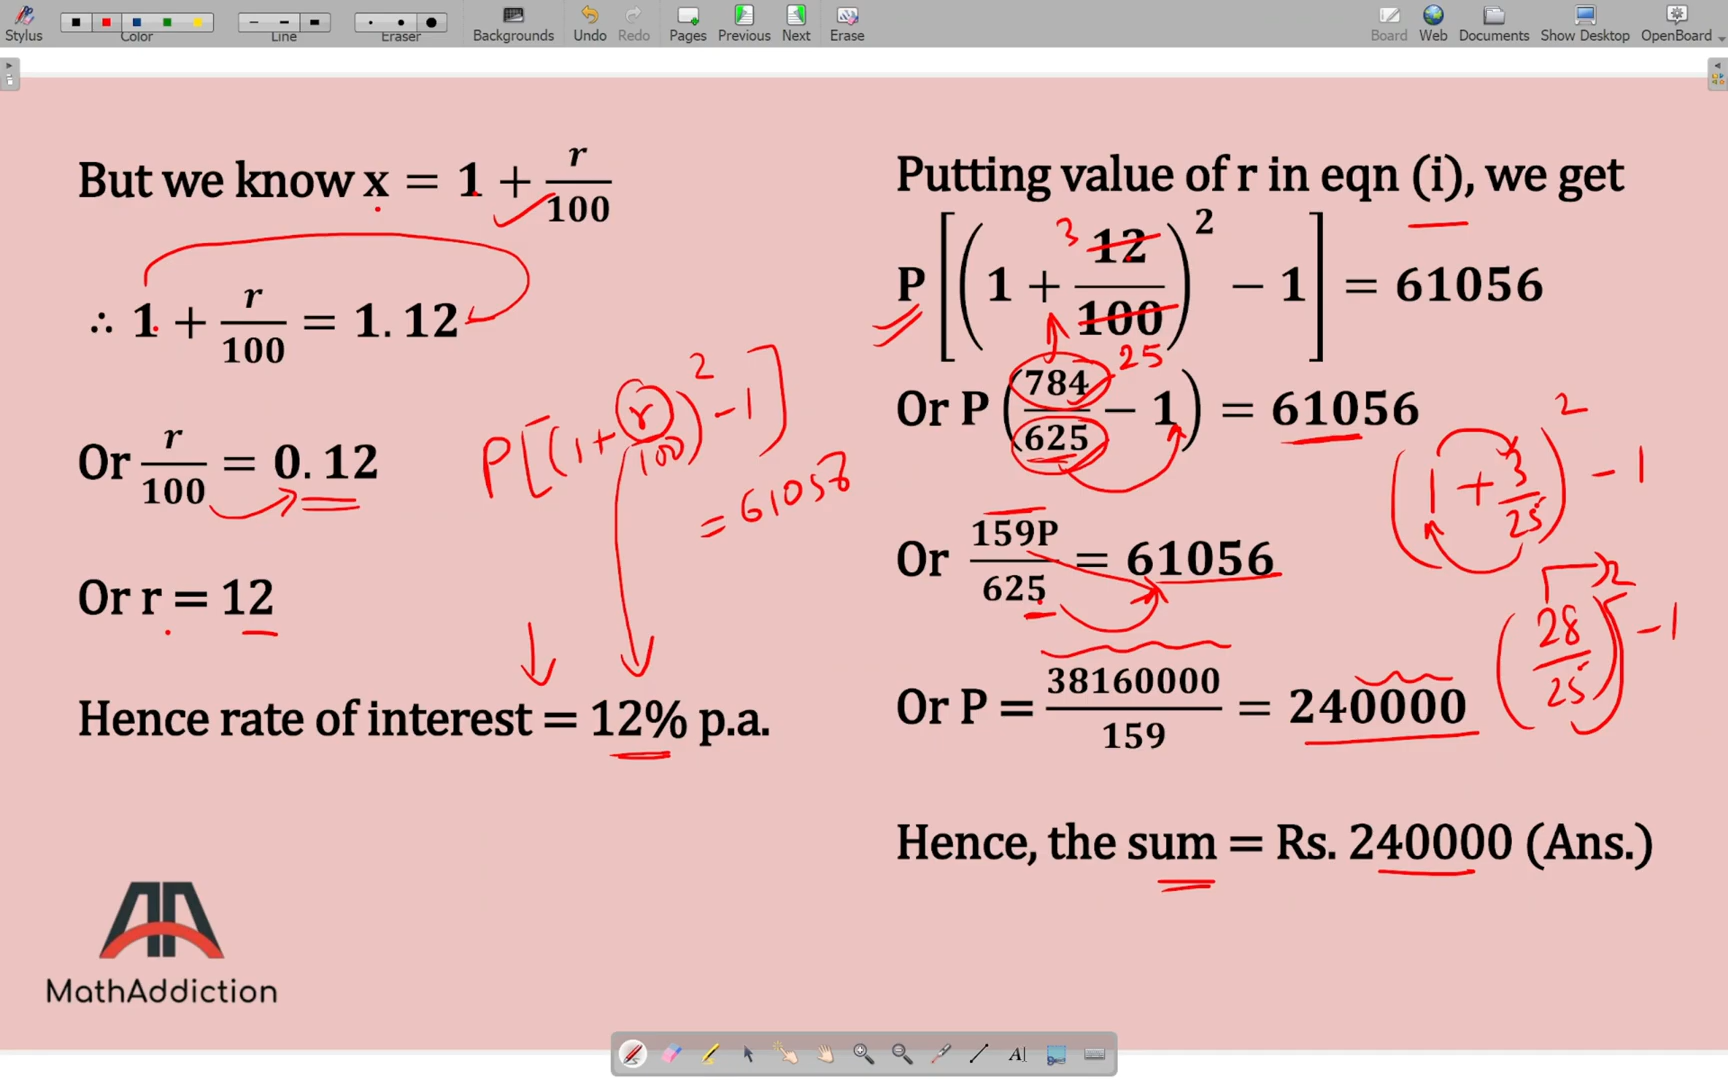 Stylus Color Line Eraser Backgrounds Undo Redo Pages Previous Next Erase Board Web Documents Show Desktop OpenBoard
But we know x = 1 + r/100
∴ 1 + r/100 = 1.12
Or r/100 = 0.12
Or r = 12
Hence rate of interest = 12% p.a.
P[(1+r/100)² -1]
= 61056
MathAddiction
Putting value of r in eqn (i), we get
P[(1 + 12/100)² − 1] = 61056
3
25
Or P(784/625 − 1) = 61056
Or 159P/625 = 61056
Or P = 38160000/159 = 240000
Hence, the sum = Rs. 240000 (Ans.)
(1 + 3/25)² - 1
(28/25)² - 1
A|